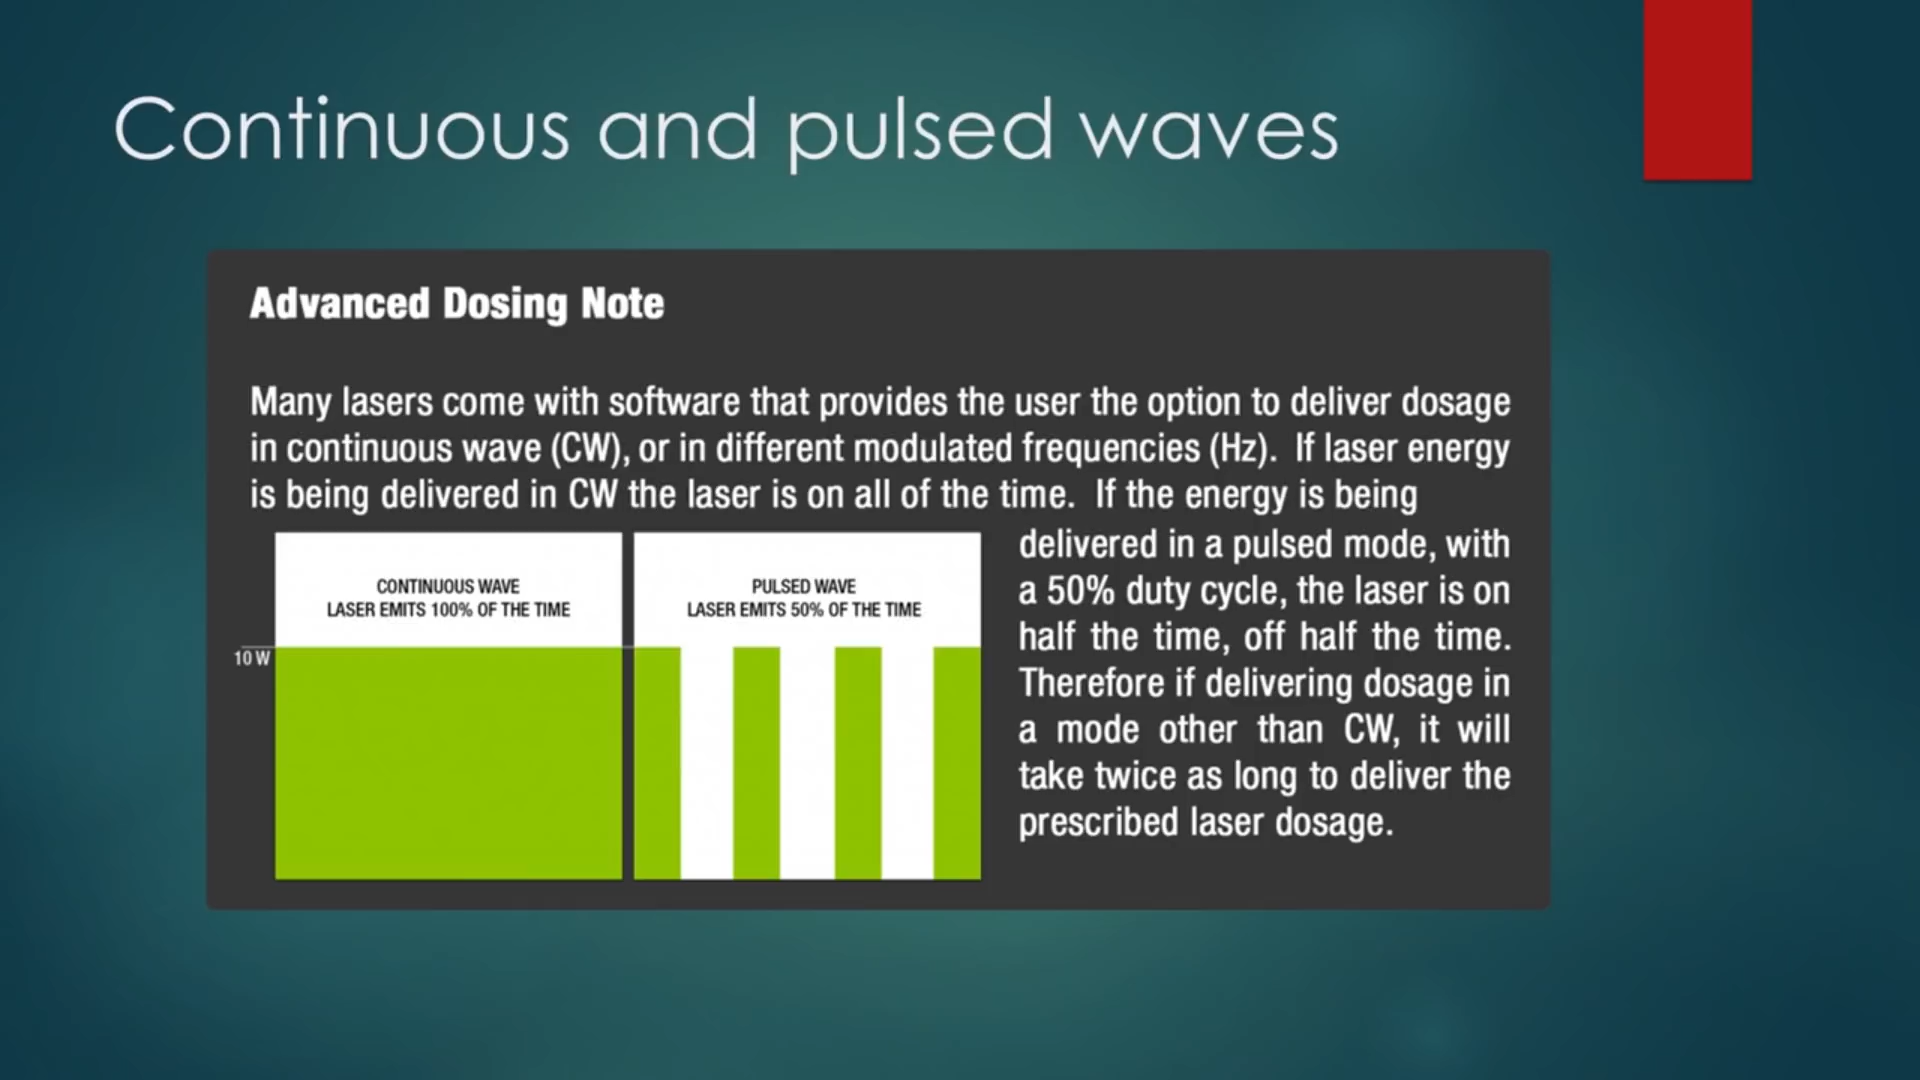 Continuous and pulsed waves
Advanced Dosing Note
Many lasers come with software that provides the user the option to deliver dosage
in continuous wave (CW), or in different modulated frequencies (Hz). If laser energy
is being delivered in CW the laser is on all of the time. If the energy is being
delivered in a pulsed mode, with
a 50% duty cycle, the laser is on
half the time, off half the time.
Therefore if delivering dosage in
a mode other than CW, it will
take twice as long to deliver the
prescribed laser dosage.
CONTINUOUS WAVE
LASER EMITS 100% OF THE TIME
10 W
PULSED WAVE
LASER EMITS 50% OF THE TIME